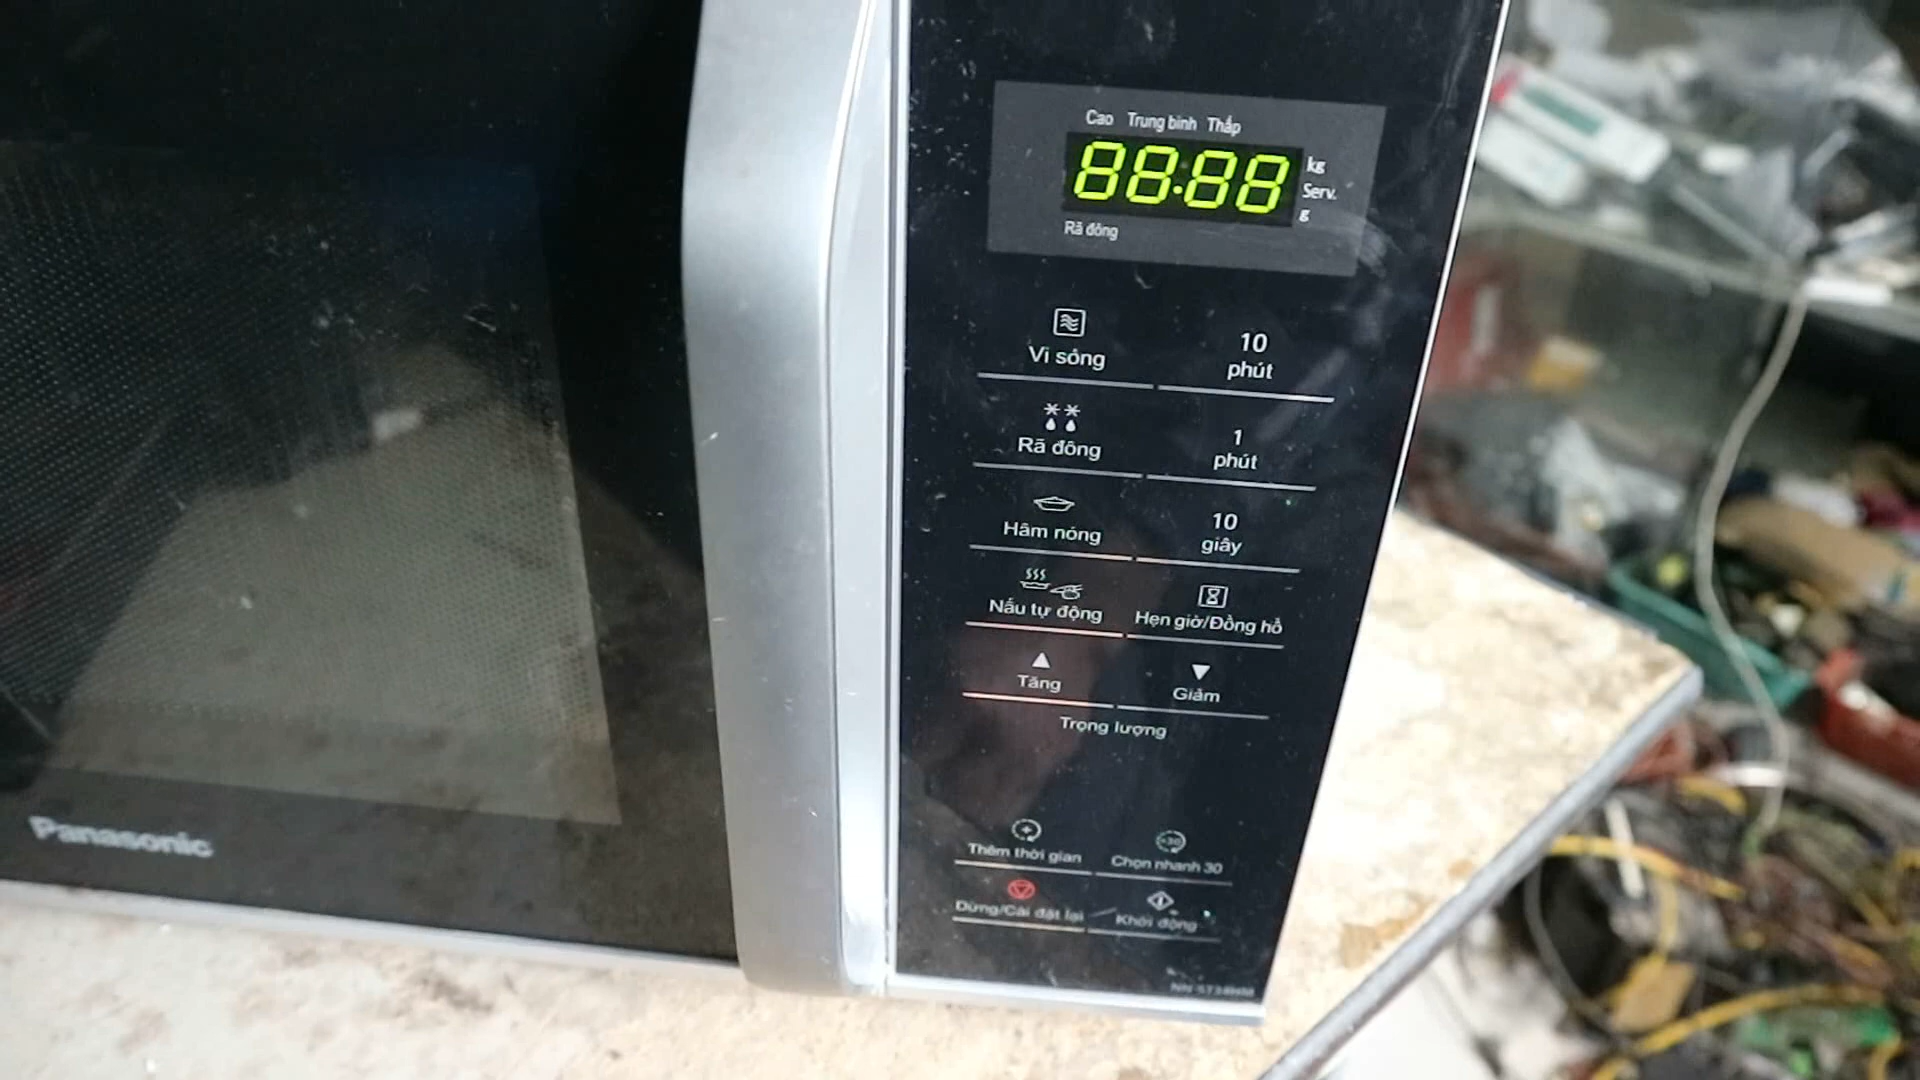 Cao Trung bình Thấp
88:88
kg
Serv.
g
Rã đông
Vi sóng
10
phút
Rã đông
1
phút
Hâm nóng
10
giây
Nấu tự động
Hẹn giờ/Đồng hồ
Tăng
Giảm
Trọng lượng
Thêm thời gian
+30
Chọn nhanh 30
Dừng/Cài đặt lại
Khởi động
Panasonic